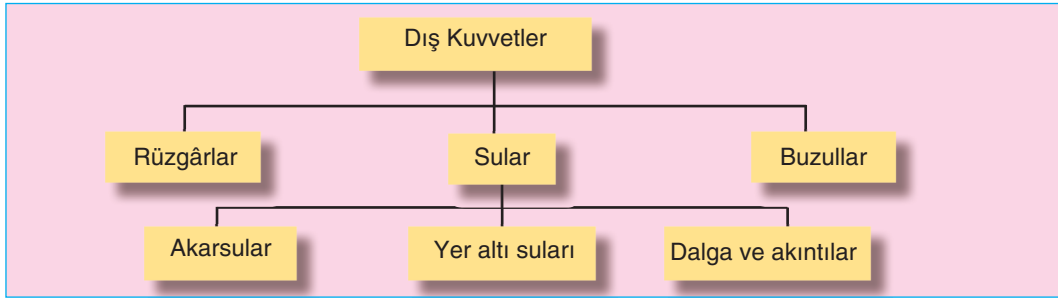 Dış Kuvvetler
Rüzgârlar
Sular
Buzullar
Akarsular
Yer altı suları
Dalga ve akıntılar